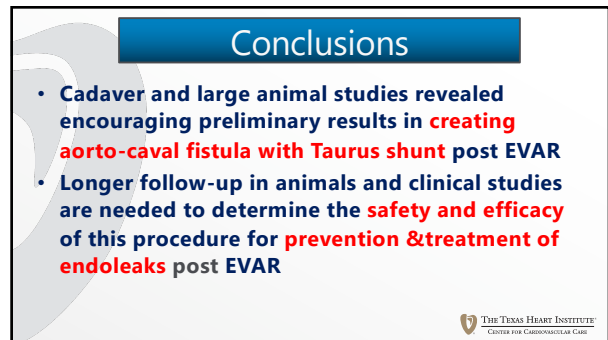 Conclusions
• Cadaver and large animal studies revealed
encouraging preliminary results in creating
aorto-caval fistula with Taurus shunt post EVAR
• Longer follow-up in animals and clinical studies
are needed to determine the safety and efficacy
of this procedure for prevention &treatment of
endoleaks post EVAR
THE TEXAS HEART INSTITUTE
CENTER FOR CARDIOVASCULAR CARE